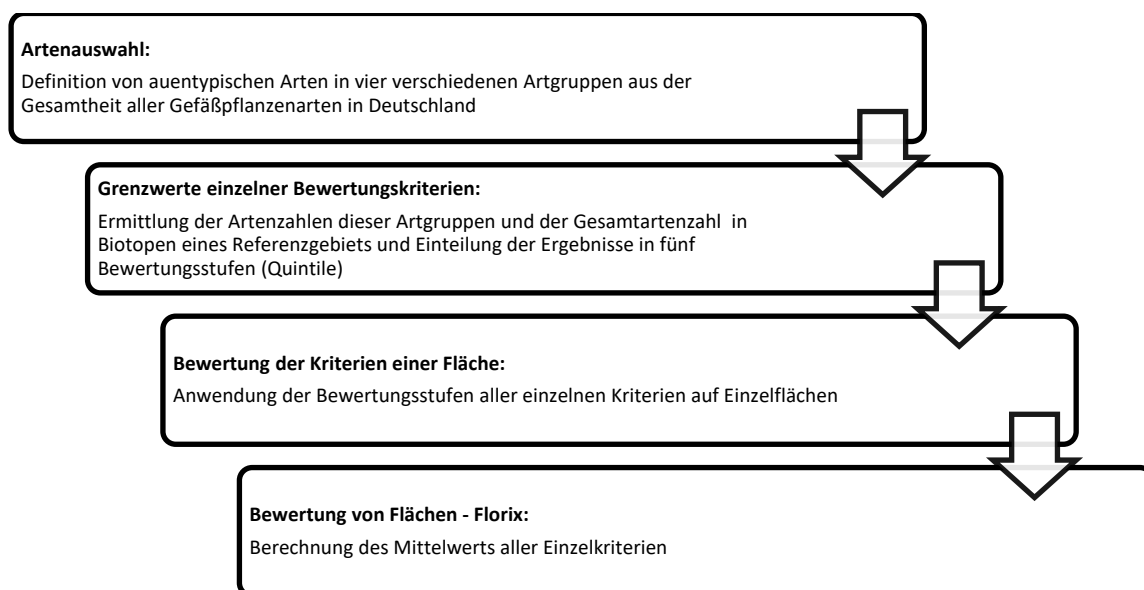 Artenauswahl:
Definition von auentypischen Arten in vier verschiedenen Artgruppen aus der
Gesamtheit aller Gefäßpflanzenarten in Deutschland
Grenzwerte einzelner Bewertungskriterien:
Ermittlung der Artenzahlen dieser Artgruppen und der Gesamtartenzahl in
Biotopen eines Referenzgebiets und Einteilung der Ergebnisse in fünf
Bewertungsstufen (Quintile)
Bewertung der Kriterien einer Fläche:
Anwendung der Bewertungsstufen aller einzelnen Kriterien auf Einzelflächen
Bewertung von Flächen - Florix:
Berechnung des Mittelwerts aller Einzelkriterien